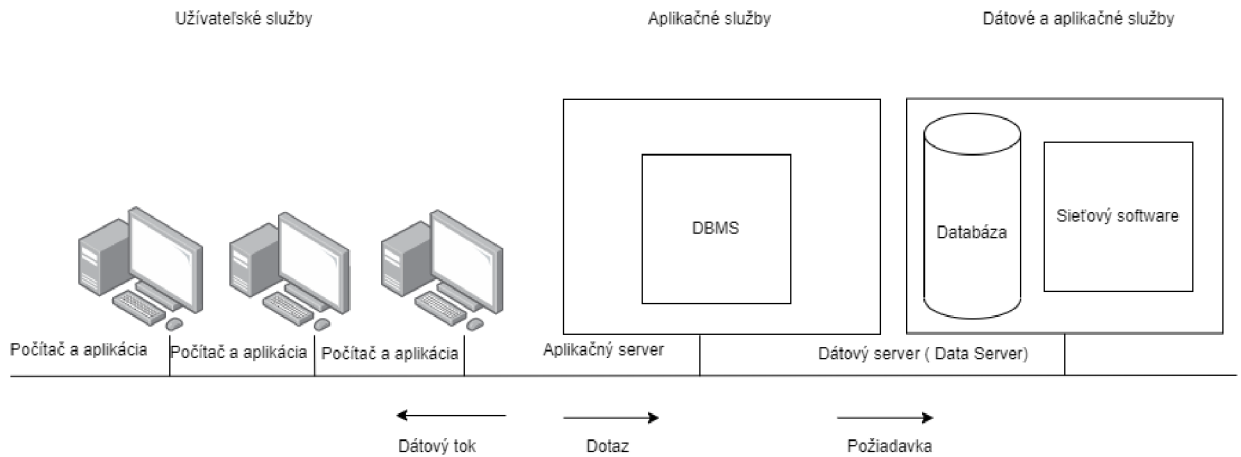 Užívateľské služby
Aplikačné služby
Dátové a aplikačné služby
DBMS
Databáza
Sieťový software
Počítač a aplikácia
Počítač a aplikácia
Počítač a aplikácia
Aplikačný server
Dátový server ( Data Server)
Dátový tok
Dotaz
Požiadavka